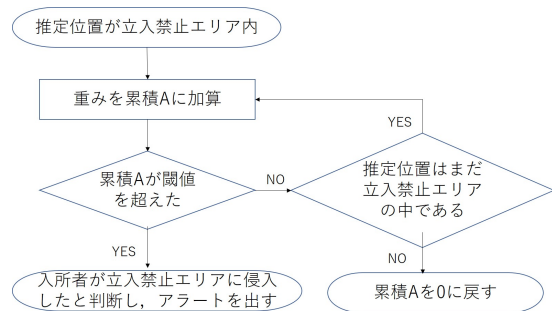 推定位置が立入禁止エリア内
重みを累積Aに加算
累積Aが閾値
を超えた
NO
YES
推定位置はまだ
立入禁止エリア
の中である
YES
NO
入所者が立入禁止エリアに侵入
したと判断し，アラートを出す
累積Aを0に戻す